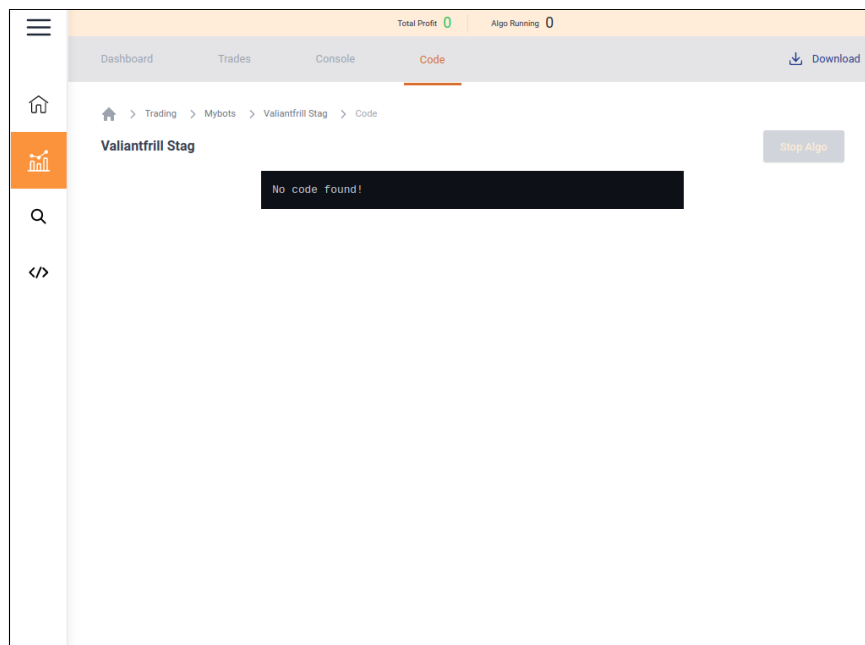 Total Profit 0 Algo Running 0
Dashboard Trades Console Code Download
Trading Mybots Valiantfrill Stag Code
Valiantfrill Stag Stop Algo
No code found!